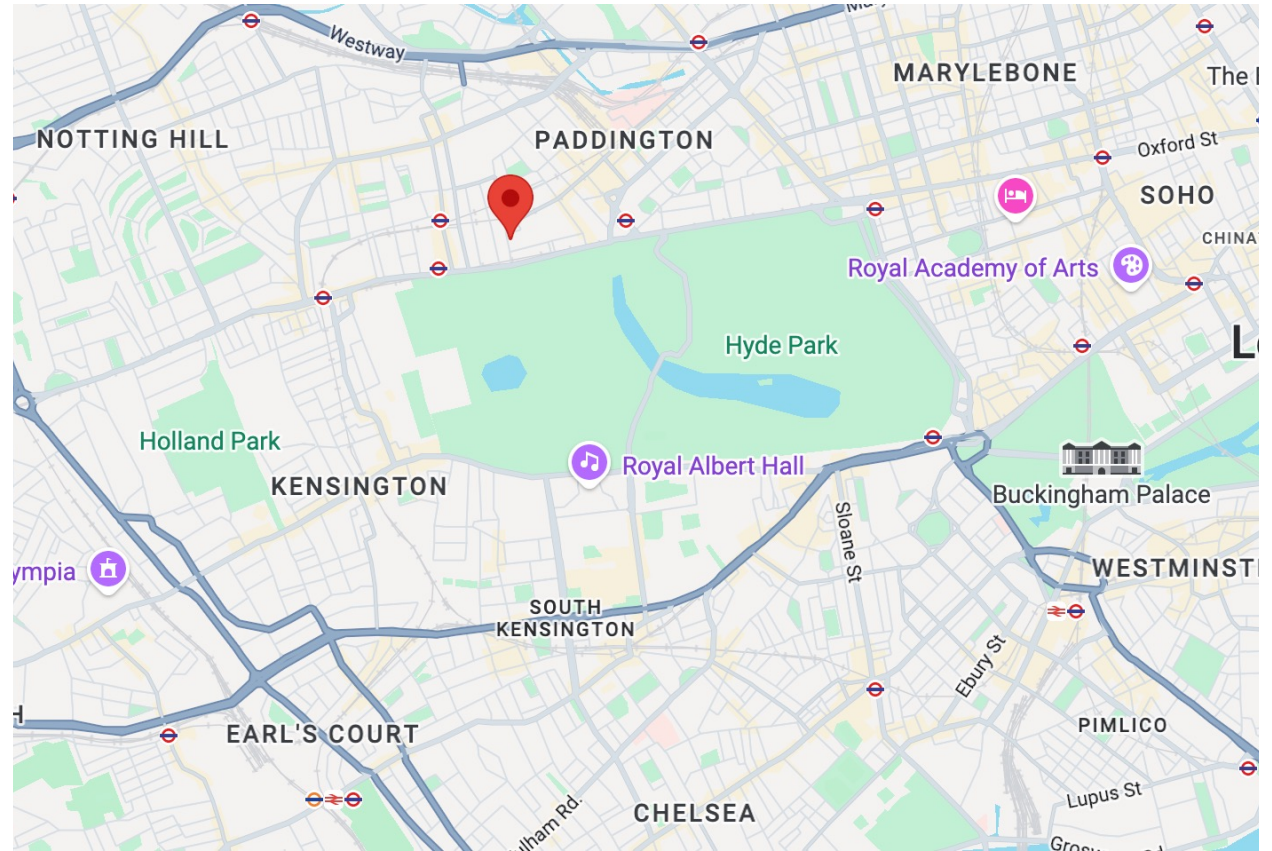 Westway
MARYLEBONE
The
NOTTING HILL
PADDINGTON
Oxford St
SOHO
CHINA
Royal Academy of Arts
Hyde Park
L
Holland Park
Royal Albert Hall
KENSINGTON
Buckingham Palace
Sloane St
ympia
WESTMINST
SOUTH
KENSINGTON
Ebury St
H
EARL'S COURT
PIMLICO
Lupus St
CHELSEA
ulham Rd.